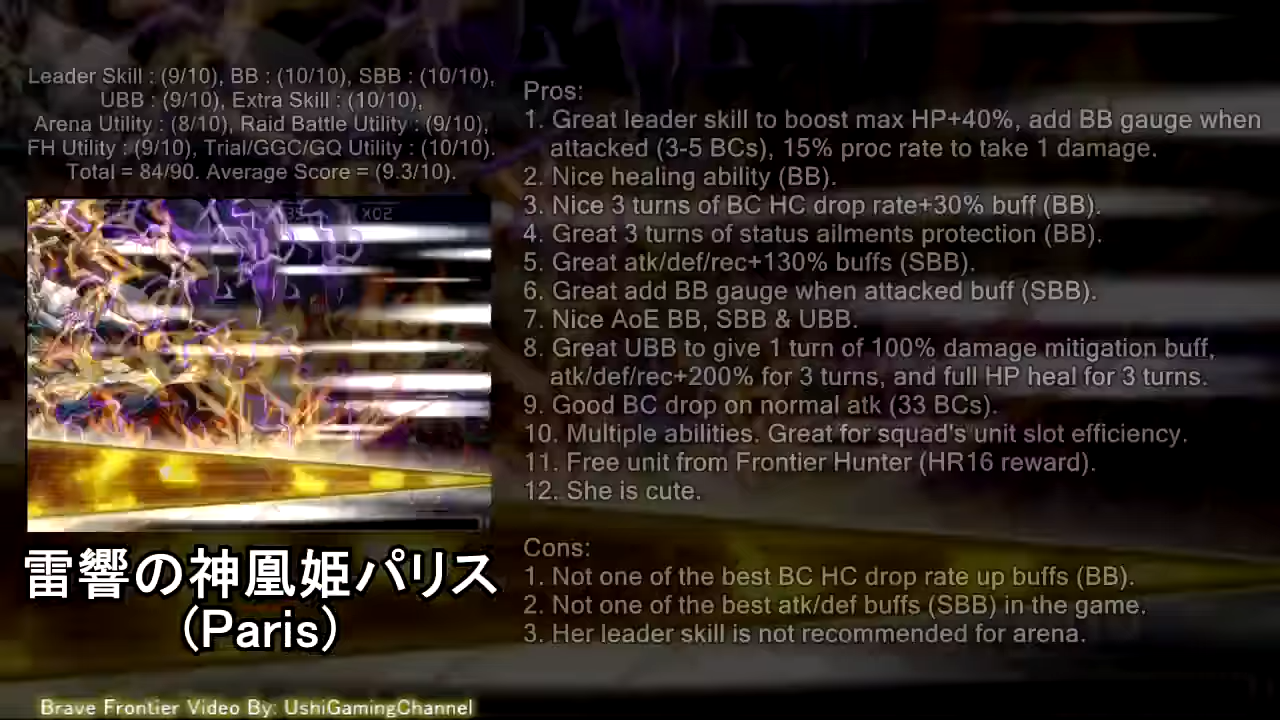 Leader Skill : (9/10), BB : (10/10), SBB : (10/10),
UBB : (9/10), Extra Skill : (10/10),
Arena Utility : (8/10), Raid Battle Utility : (9/10),
FH Utility : (9/10), Trial/GGC/GQ Utility : (10/10).
Total = 84/90. Average Score = (9.3/10).
雷響の神凰姫パリス
(Paris)
Brave Frontier Video By: UshiGamingChannel
Pros:
1. Great leader skill to boost max HP+40%, add BB gauge when
attacked (3-5 BCs), 15% proc rate to take 1 damage.
2. Nice healing ability (BB).
3. Nice 3 turns of BC HC drop rate+30% buff (BB).
4. Great 3 turns of status ailments protection (BB).
5. Great atk/def/rec+130% buffs (SBB).
6. Great add BB gauge when attacked buff (SBB).
7. Nice AoE BB, SBB & UBB.
8. Great UBB to give 1 turn of 100% damage mitigation buff,
atk/def/rec+200% for 3 turns, and full HP heal for 3 turns.
9. Good BC drop on normal atk (33 BCs).
10. Multiple abilities. Great for squad's unit slot efficiency.
11. Free unit from Frontier Hunter (HR16 reward).
12. She is cute.
Cons:
1. Not one of the best BC HC drop rate up buffs (BB).
2. Not one of the best atk/def buffs (SBB) in the game.
3. Her leader skill is not recommended for arena.